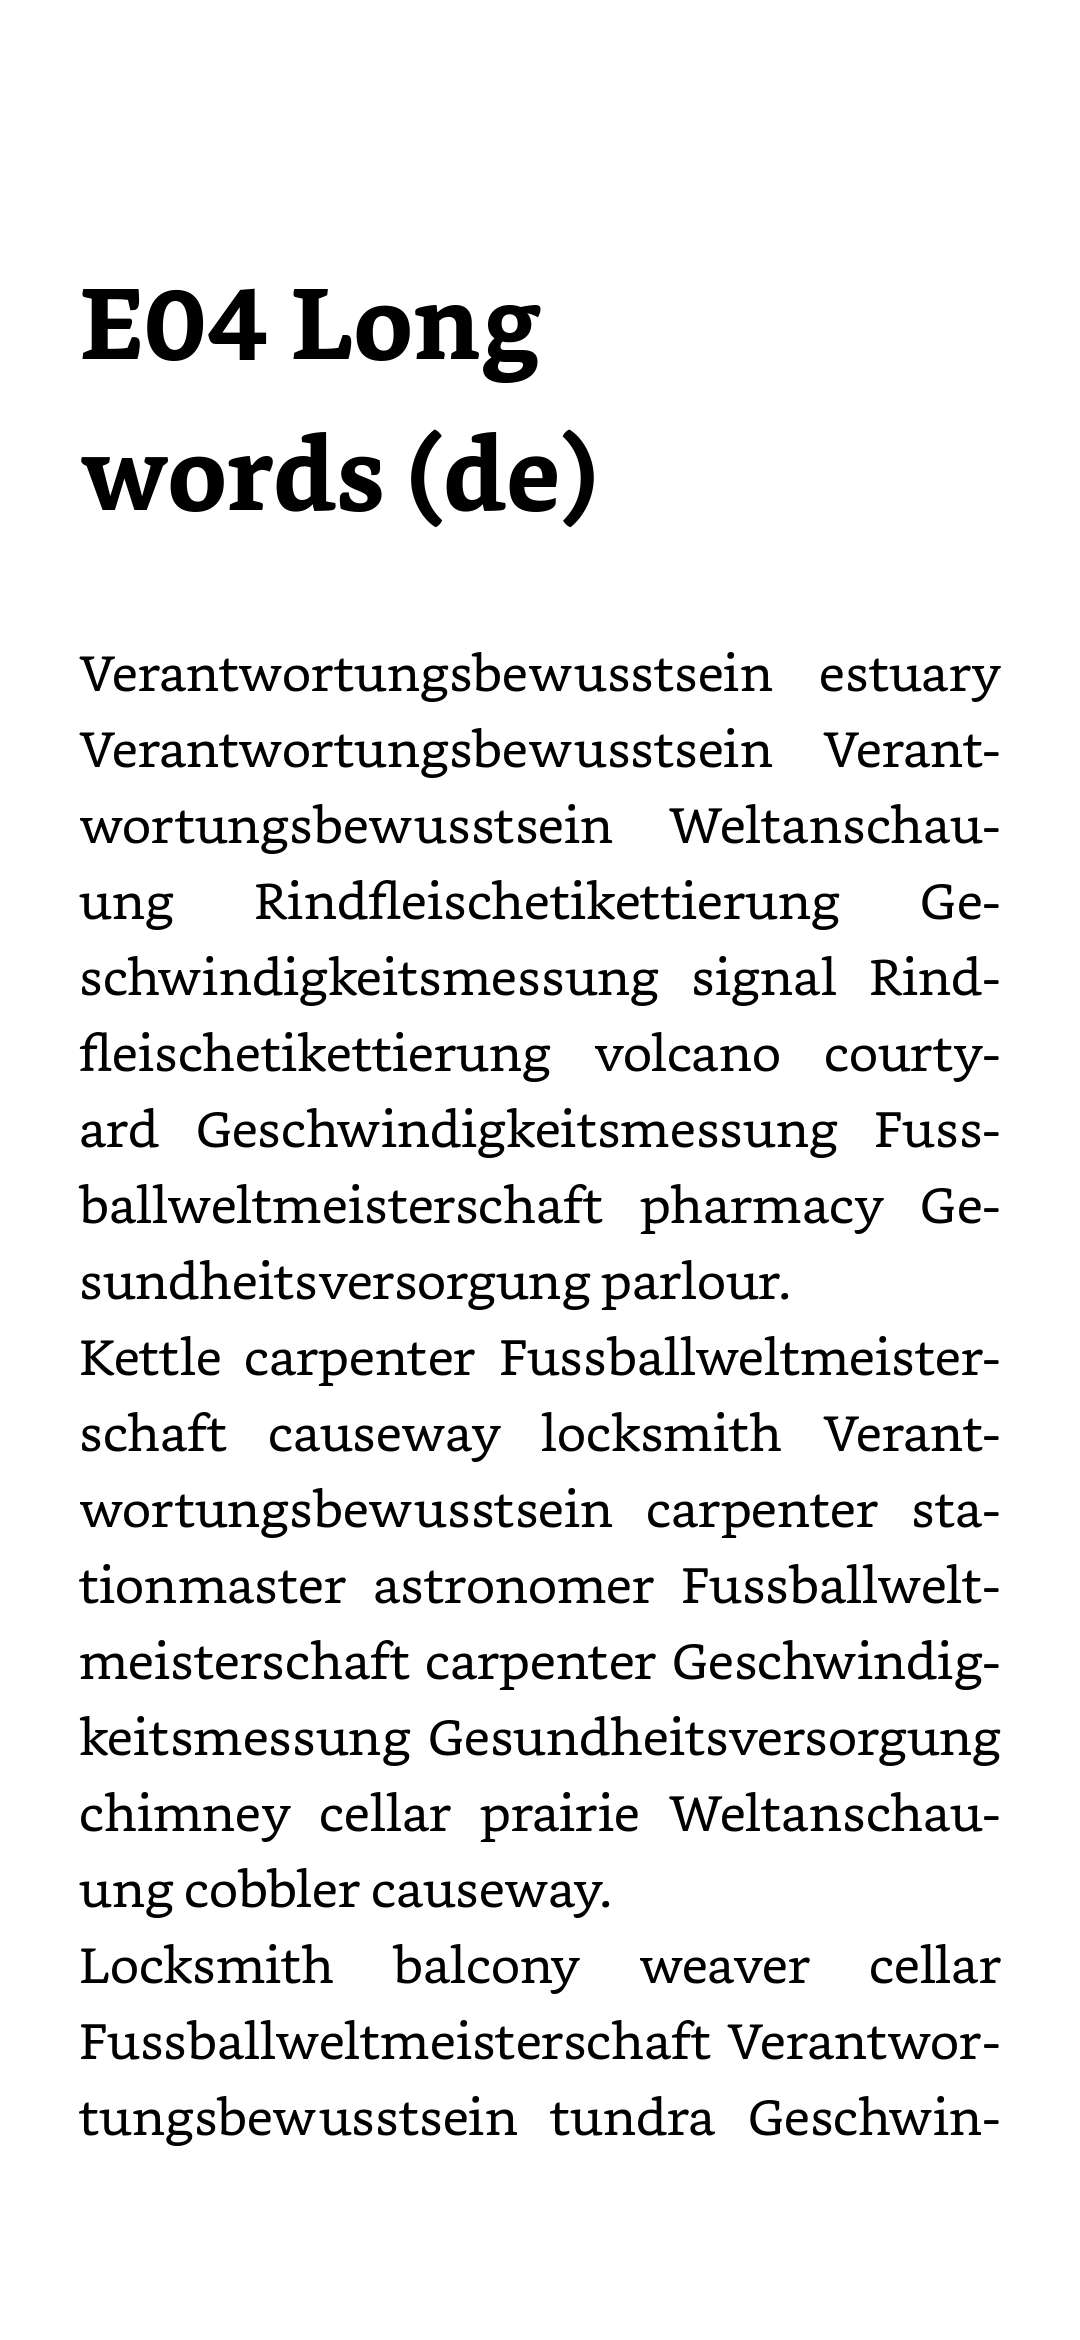 E04 Long
words (de)
Verantwortungsbewusstsein estuary
Verantwortungsbewusstsein Verant-
wortungsbewusstsein Weltanschau-
ung Rindfleischetikettierung Ge-
schwindigkeitsmessung signal Rind-
fleischetikettierung volcano courty-
ard Geschwindigkeitsmessung Fuss-
ballweltmeisterschaft pharmacy Ge-
sundheitsversorgung parlour.
Kettle carpenter Fussballweltmeister-
schaft causeway locksmith Verant-
wortungsbewusstsein carpenter sta-
tionmaster astronomer Fussballwelt-
meisterschaft carpenter Geschwindig-
keitsmessung Gesundheitsversorgung
chimney cellar prairie Weltanschau-
ung cobbler causeway.
Locksmith balcony weaver cellar
Fussballweltmeisterschaft Verantwor-
tungsbewusstsein tundra Geschwin-